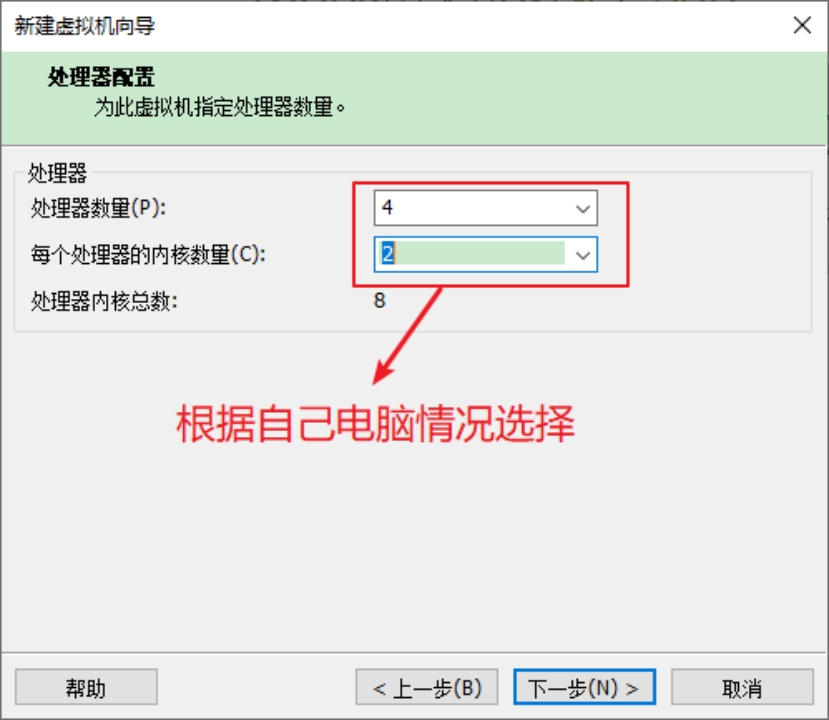 新建虚拟机向导
处理器配置
为此虚拟机指定处理器数量。
处理器
处理器数量(P): 4
每个处理器的内核数量(C): 2
处理器内核总数: 8
根据自己电脑情况选择
帮助 < 上一步(B) 下一步(N) > 取消